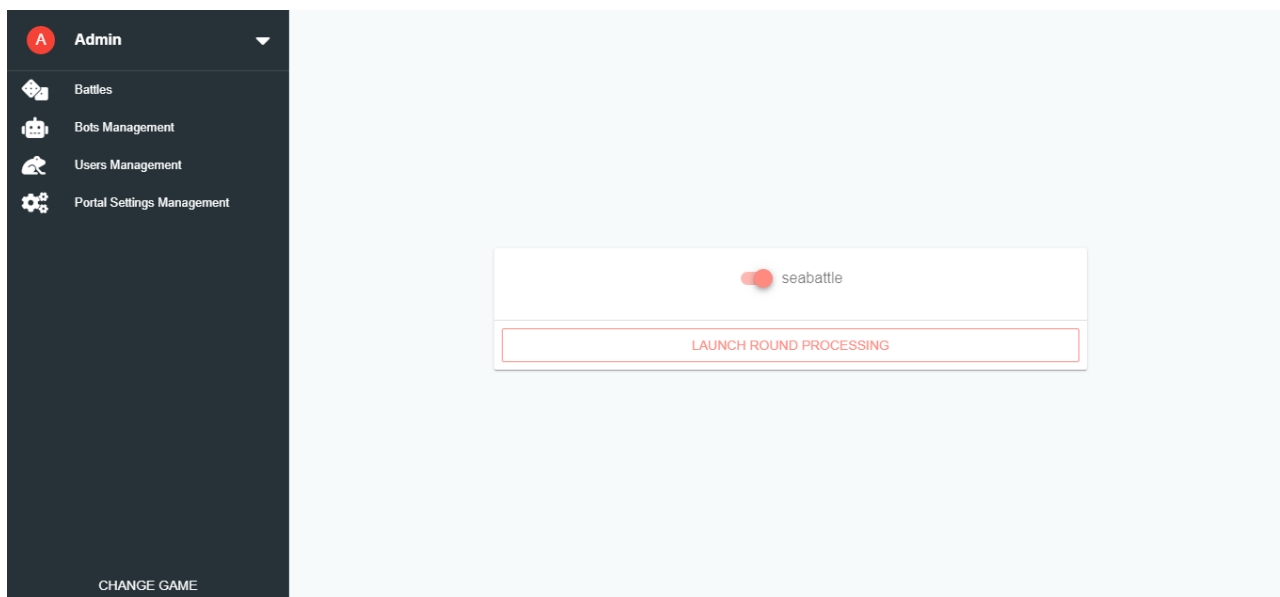 A
Admin
Battles
Bots Management
Users Management
Portal Settings Management
seabattle
LAUNCH ROUND PROCESSING
CHANGE GAME